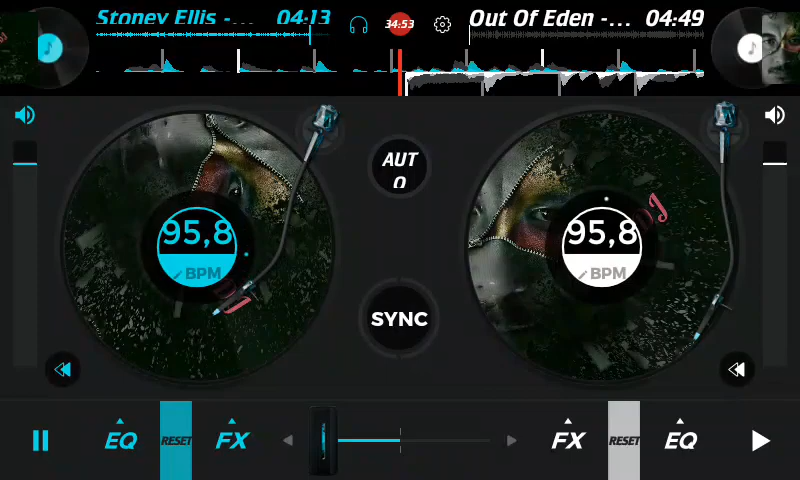 Stoney Ellis -... 04:13 34:53 Out Of Eden -... 04:49
AUT
O
95,8 95,8
BPM BPM
SYNC
EQ RESET FX FX RESET EQ